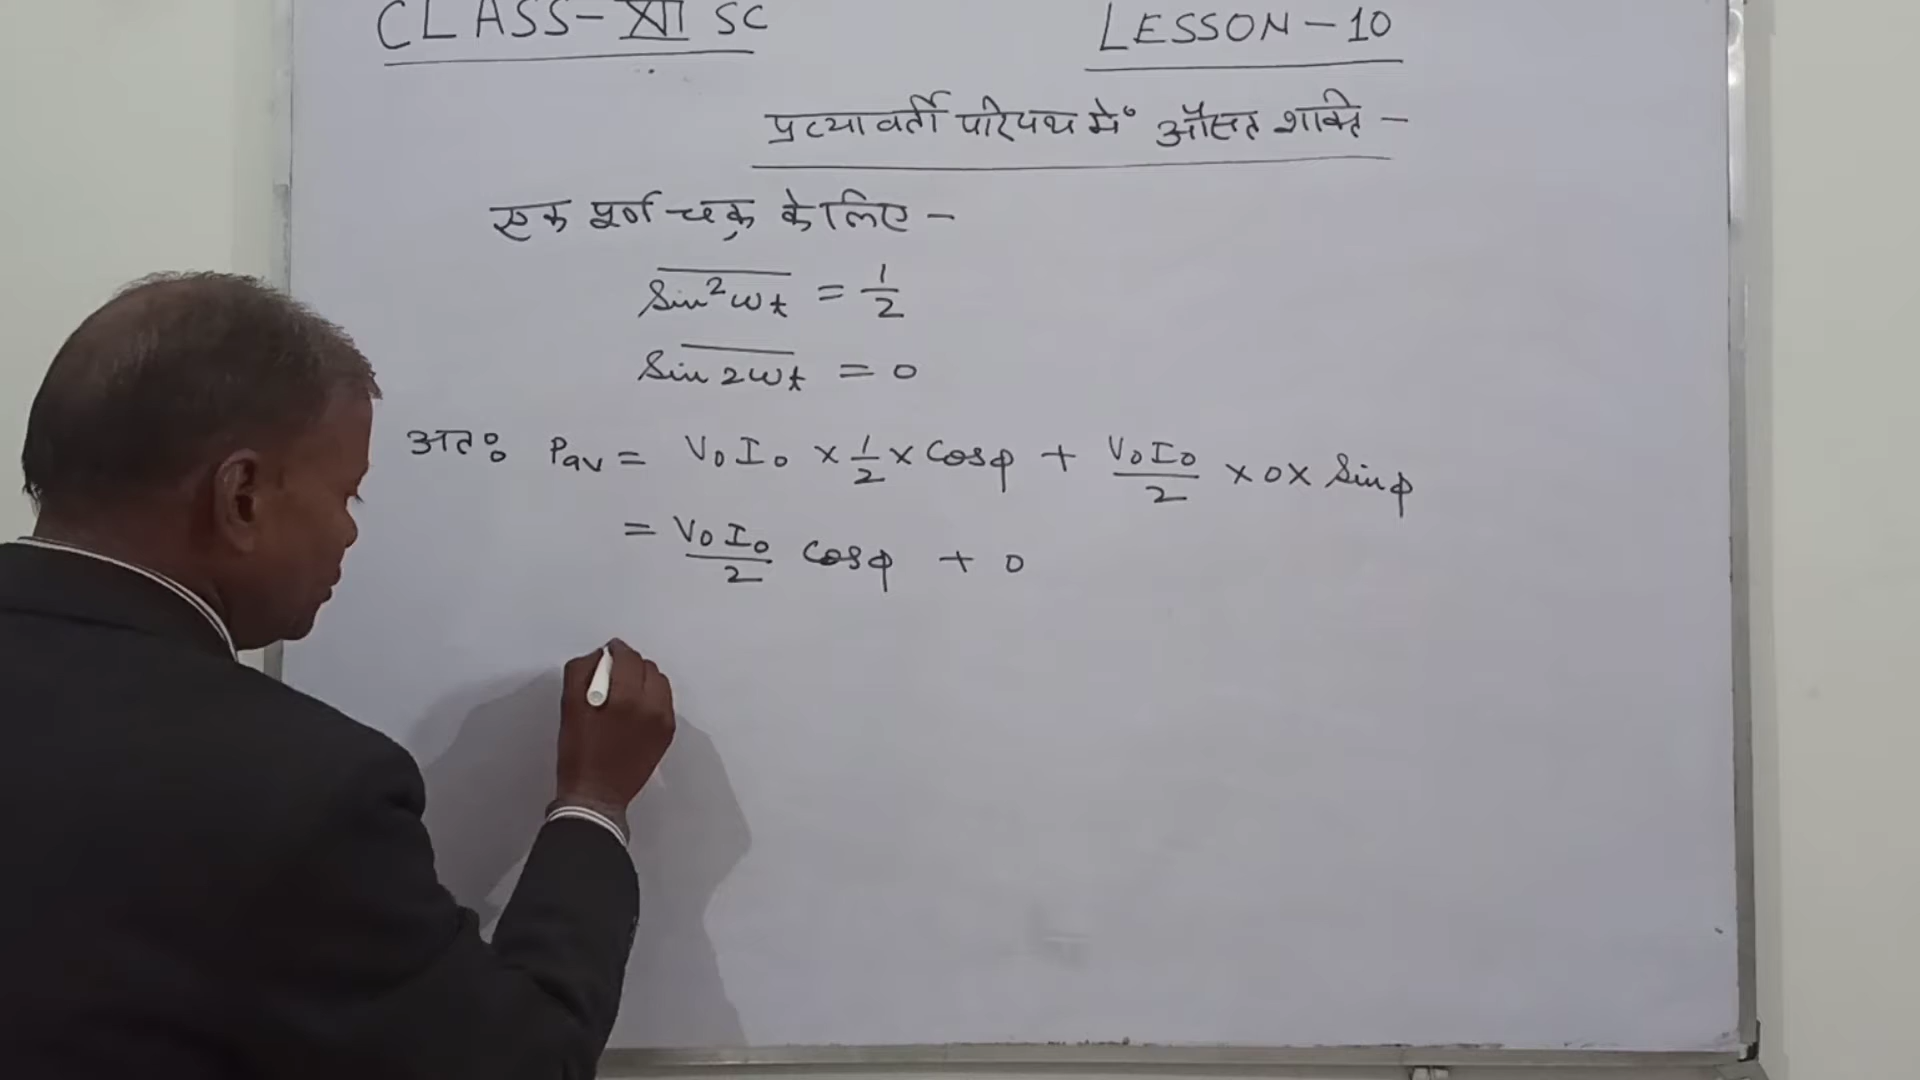 CLASS-XII SC
LESSON-10
प्रत्यावर्ती परिपथ में औसत शक्ति -
एक पूर्ण चक्र के लिए -
sin²ωt = 1/2
sin 2ωt = 0
अतः Pav = V₀I₀ × 1/2 × cosφ + V₀I₀/2 × 0 × sinφ
= V₀I₀/2 cosφ + 0